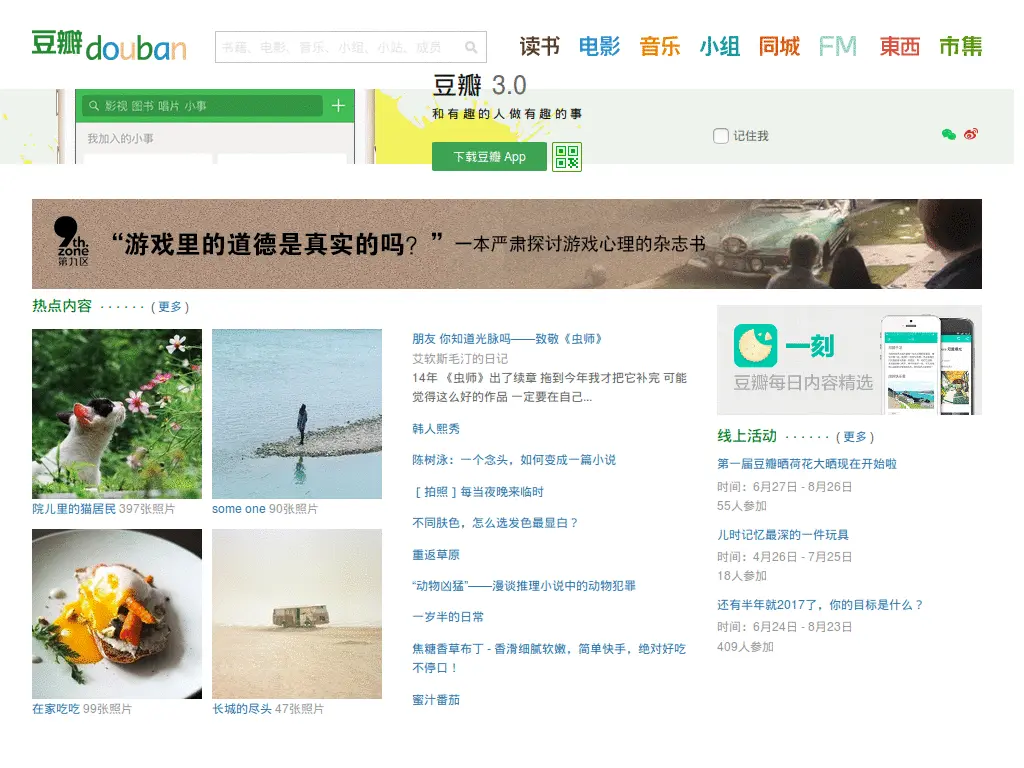 豆瓣douban
书籍、电影、音乐、小组、小站、成员
读书 电影 音乐 小组 同城 FM 東西 市集
豆瓣 3.0
影视 图书 唱片 小事
和有趣的人做有趣的事
我加入的小事
记住我
下载豆瓣 App
9th. zone
第九区
“游戏里的道德是真实的吗？”一本严肃探讨游戏心理的杂志书
热点内容 · · · · · · ( 更多 )
院儿里的猫居民 397张照片
some one 90张照片
在家吃吃 99张照片
长城的尽头 47张照片
朋友 你知道光脉吗——致敬《虫师》
艾软斯毛汀的日记
14年 《虫师》出了续章 拖到今年我才把它补完 可能
觉得这么好的作品 一定要在自己...
韩人熙秀
陈树泳：一个念头，如何变成一篇小说
［拍照］每当夜晚来临时
不同肤色，怎么选发色最显白？
重返草原
“动物凶猛”——漫谈推理小说中的动物犯罪
一岁半的日常
焦糖香草布丁 - 香滑细腻软嫩，简单快手，绝对好吃
不停口！
蜜汁番茄
一刻
豆瓣每日内容精选
线上活动 · · · · · · ( 更多 )
第一届豆瓣晒荷花大晒现在开始啦
时间：6月27日 - 8月26日
55人参加
儿时记忆最深的一件玩具
时间：4月26日 - 7月25日
18人参加
还有半年就2017了，你的目标是什么？
时间：6月24日 - 8月23日
409人参加